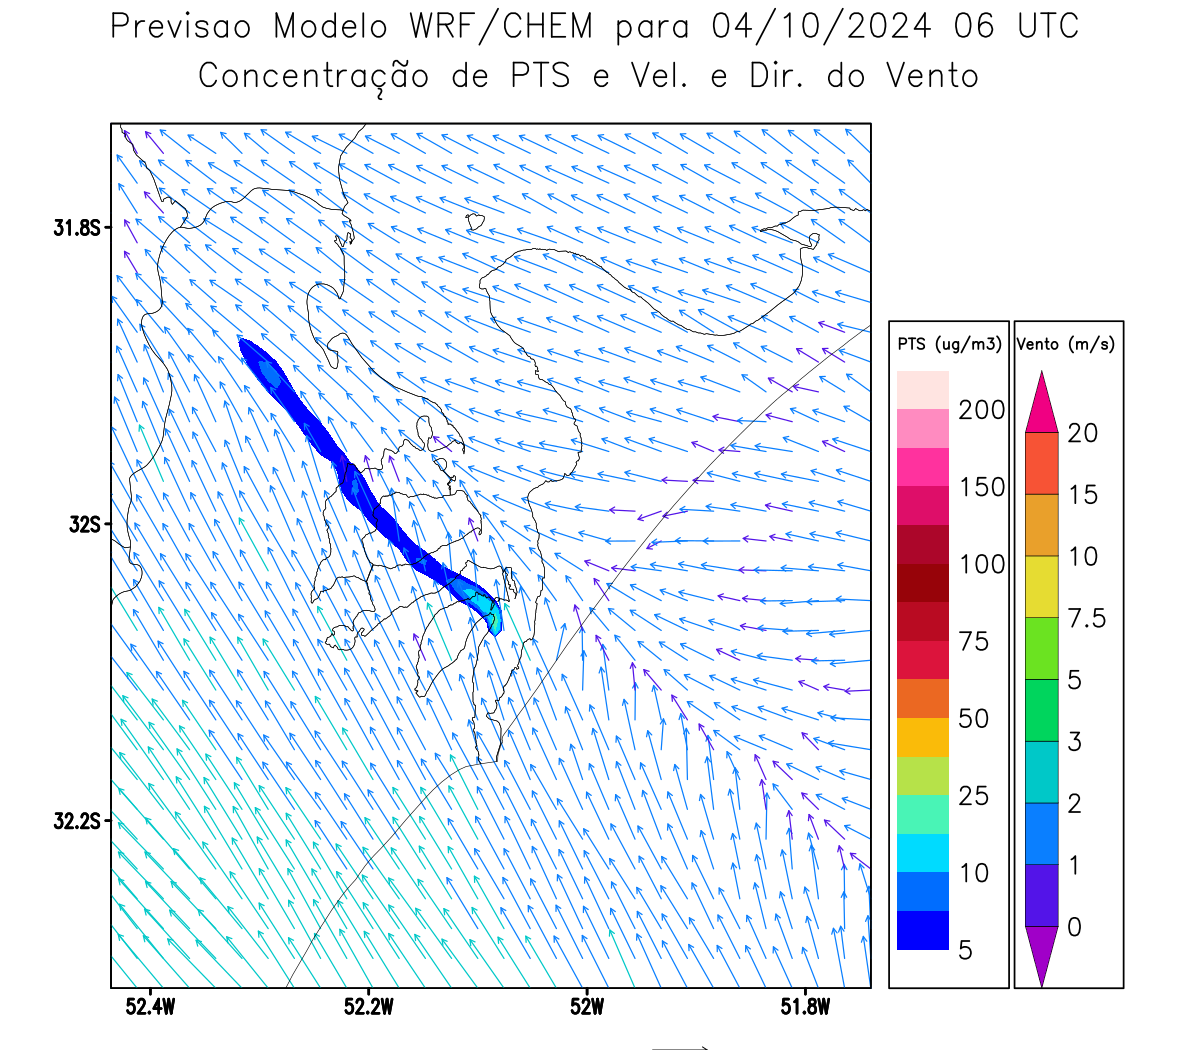 Previsao Modelo WRF/CHEM para 04/10/2024 06 UTC
Concentração de PTS e Vel. e Dir. do Vento
31.8S
32S
32.2S
52.4W
52.2W
52W
51.8W
PTS (ug/m3)
200
150
100
75
50
25
10
5
Vento (m/s)
20
15
10
7.5
5
3
2
1
0